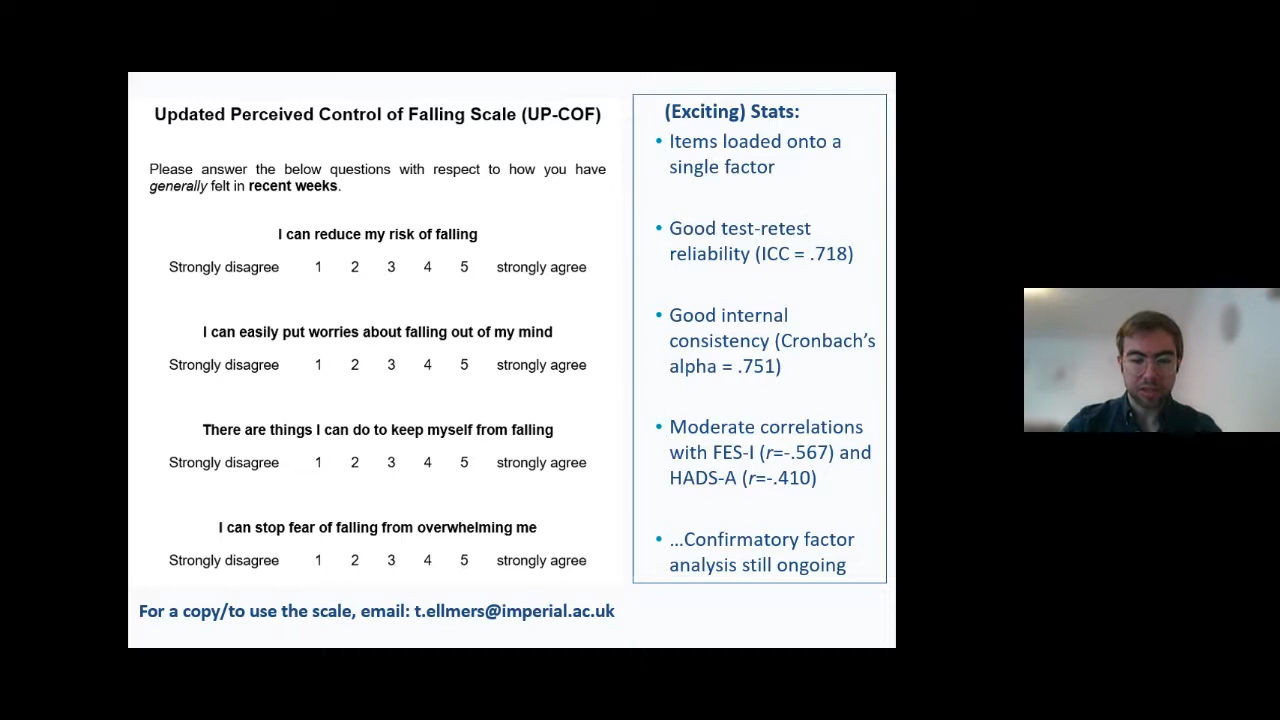 Updated Perceived Control of Falling Scale (UP-COF)
Please answer the below questions with respect to how you have
generally felt in recent weeks.
I can reduce my risk of falling
Strongly disagree 1 2 3 4 5 strongly agree
I can easily put worries about falling out of my mind
Strongly disagree 1 2 3 4 5 strongly agree
There are things I can do to keep myself from falling
Strongly disagree 1 2 3 4 5 strongly agree
I can stop fear of falling from overwhelming me
Strongly disagree 1 2 3 4 5 strongly agree
For a copy/to use the scale, email: t.ellmers@imperial.ac.uk
(Exciting) Stats:
• Items loaded onto a
single factor
• Good test-retest
reliability (ICC = .718)
• Good internal
consistency (Cronbach’s
alpha = .751)
• Moderate correlations
with FES-I (r=-.567) and
HADS-A (r=-.410)
• …Confirmatory factor
analysis still ongoing